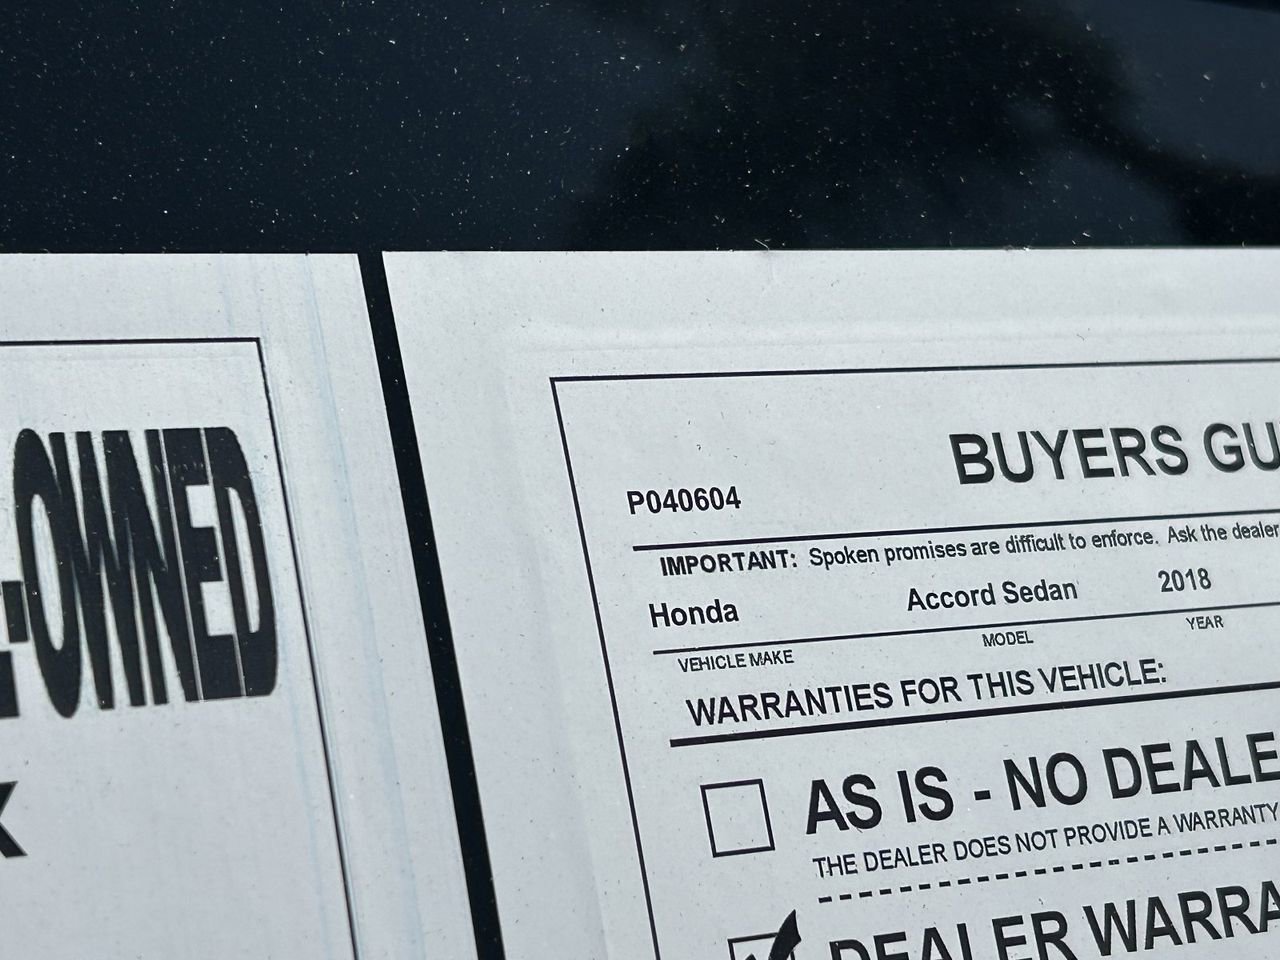 -OWNED
BUYERS GU
P040604
IMPORTANT: Spoken promises are difficult to enforce. Ask the dealer
Honda Accord Sedan 2018
VEHICLE MAKE MODEL YEAR
WARRANTIES FOR THIS VEHICLE:
AS IS - NO DEALE
THE DEALER DOES NOT PROVIDE A WARRANTY
DEALER WARRA